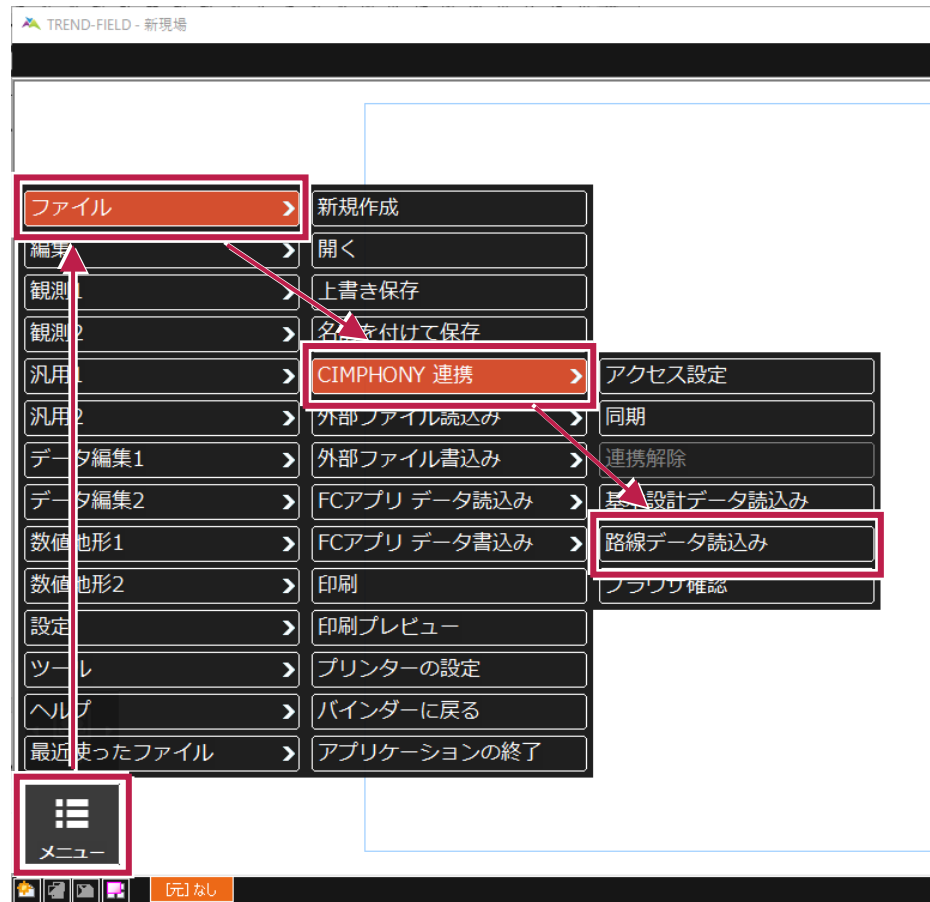 TREND-FIELD - 新現場
ファイル
編集
観測1
観測2
汎用1
汎用2
データ編集1
データ編集2
数値地形1
数値地形2
設定
ツール
ヘルプ
最近使ったファイル
新規作成
開く
上書き保存
名前を付けて保存
CIMPHONY 連携
外部ファイル読込み
外部ファイル書込み
FCアプリ データ読込み
FCアプリ データ書込み
印刷
印刷プレビュー
プリンターの設定
バインダーに戻る
アプリケーションの終了
アクセス設定
同期
連携解除
基本設計データ読込み
路線データ読込み
ブラウザ確認
メニュー
[元] なし